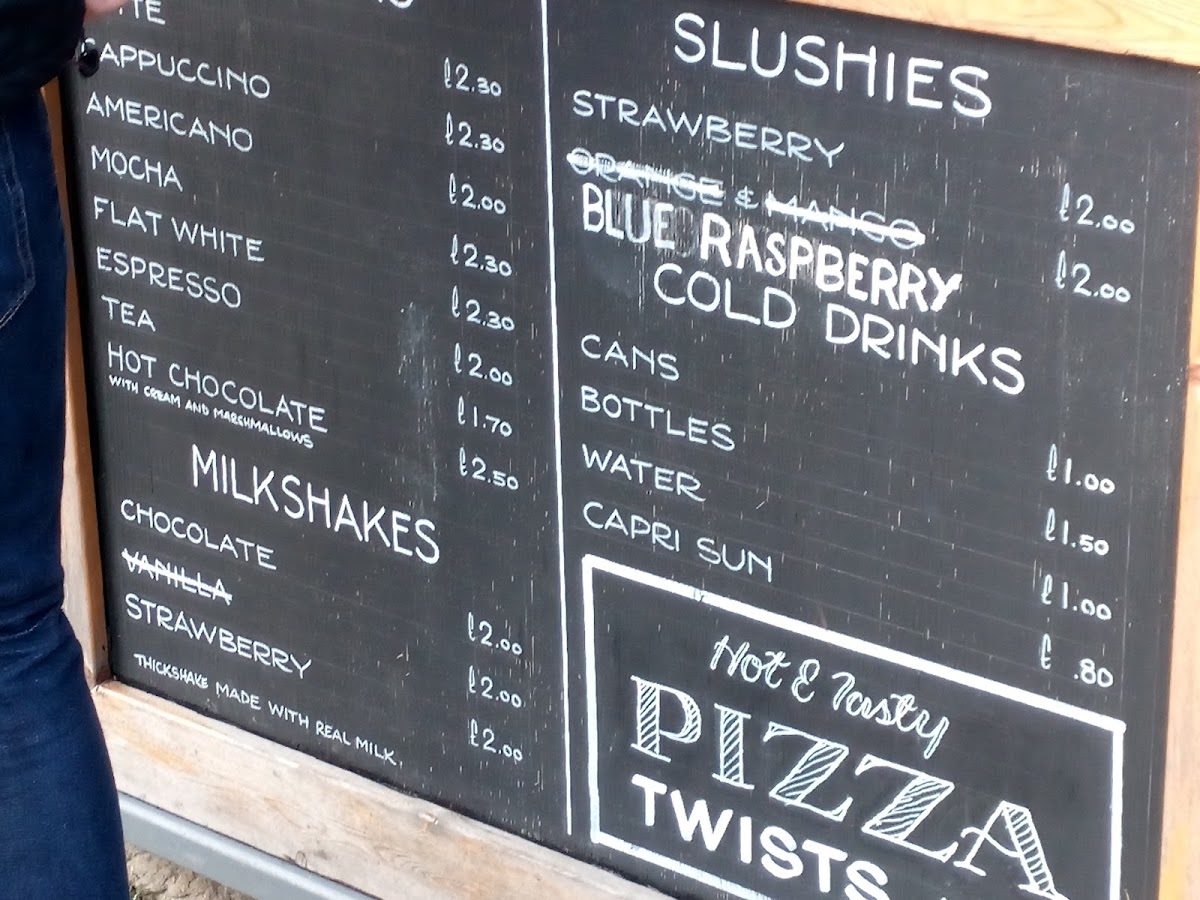 TTE £2.30
CAPPUCCINO £2.30
AMERICANO £2.00
MOCHA £2.30
FLAT WHITE £2.30
ESPRESSO £2.00
TEA £1.70
HOT CHOCOLATE £2.50
WITH CREAM AND MARSHMALLOWS
MILKSHAKES
CHOCOLATE £2.00
VANILLA £2.00
STRAWBERRY £2.00
THICKSHAKE MADE WITH REAL MILK
SLUSHIES
STRAWBERRY £2.00
ORANGE & MANGO £2.00
BLUE RASPBERRY
COLD DRINKS
CANS £1.00
BOTTLES £1.50
WATER £1.00
CAPRI SUN £ .80
Hot & Tasty
PIZZA
TWISTS